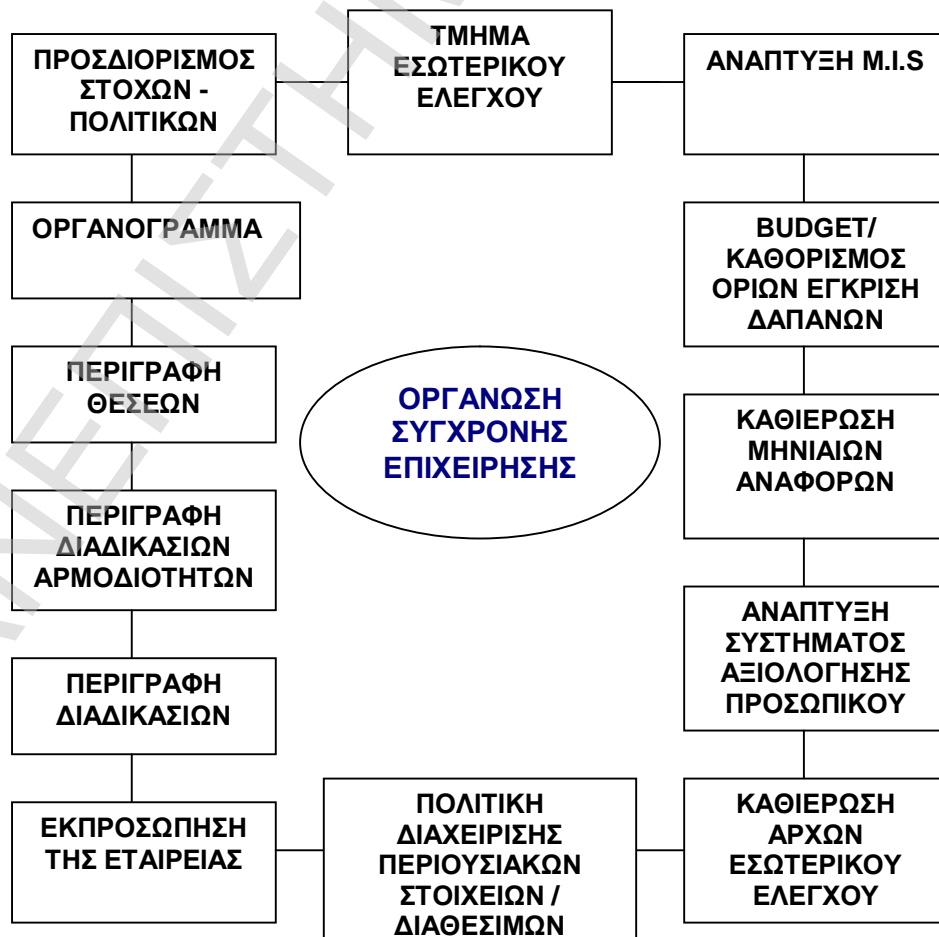 ΤΜΗΜΑ
ΕΣΩΤΕΡΙΚΟΥ
ΕΛΕΓΧΟΥ
ΠΡΟΣΔΙΟΡΙΣΜΟΣ
ΣΤΟΧΩΝ -
ΠΟΛΙΤΙΚΩΝ
ΑΝΑΠΤΥΞΗ M.I.S
ΟΡΓΑΝΟΓΡΑΜΜΑ
BUDGET/
ΚΑΘΟΡΙΣΜΟΣ
ΟΡΙΩΝ ΕΓΚΡΙΣΗ
ΔΑΠΑΝΩΝ
ΠΕΡΙΓΡΑΦΗ
ΘΕΣΕΩΝ
ΟΡΓΑΝΩΣΗ
ΣΥΓΧΡΟΝΗΣ
ΕΠΙΧΕΙΡΗΣΗΣ
ΚΑΘΙΕΡΩΣΗ
ΜΗΝΙΑΙΩΝ
ΑΝΑΦΟΡΩΝ
ΠΕΡΙΓΡΑΦΗ
ΔΙΑΔΙΚΑΣΙΩΝ
ΑΡΜΟΔΙΟΤΗΤΩΝ
ΑΝΑΠΤΥΞΗ
ΣΥΣΤΗΜΑΤΟΣ
ΑΞΙΟΛΟΓΗΣΗΣ
ΠΡΟΣΩΠΙΚΟΥ
ΠΕΡΙΓΡΑΦΗ
ΔΙΑΔΙΚΑΣΙΩΝ
ΕΚΠΡΟΣΩΠΗΣΗ
ΤΗΣ ΕΤΑΙΡΕΙΑΣ
ΠΟΛΙΤΙΚΗ
ΔΙΑΧΕΙΡΙΣΗΣ
ΠΕΡΙΟΥΣΙΑΚΩΝ
ΣΤΟΙΧΕΙΩΝ /
ΔΙΑΘΕΣΙΜΩΝ
ΚΑΘΙΕΡΩΣΗ
ΑΡΧΩΝ
ΕΣΩΤΕΡΙΚΟΥ
ΕΛΕΓΧΟΥ